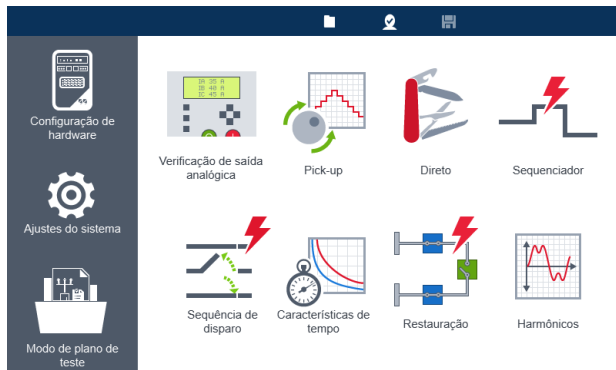 IA 35 A
IB 40 A
IC 45 A
Configuração de
hardware
Verificação de saída
analógica
Pick-up
Direto
Sequenciador
Ajustes do sistema
Sequência de
disparo
Características de
tempo
Restauração
Harmônicos
Modo de plano de
teste